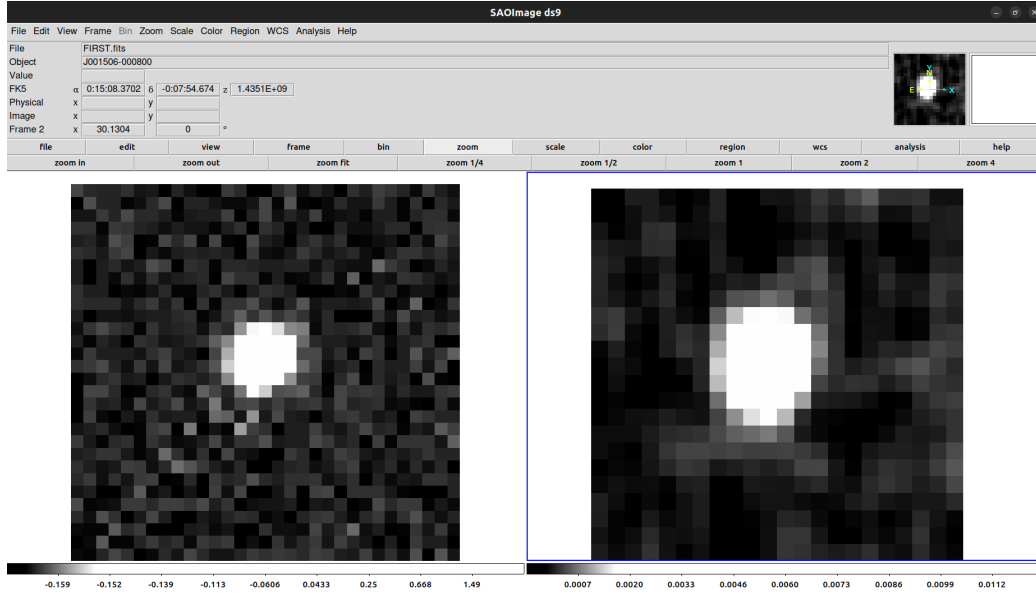 SAOImage ds9
File Edit View Frame Bin Zoom Scale Color Region WCS Analysis Help
File FIRST.fits
Object J001506-000800
Value
FK5 α 0:15:08.3702 δ -0:07:54.674 z 1.4351E+09
Physical x y
Image x y
Frame 2 x 30.1304 0 °
Y
N
E X
file edit view frame bin zoom scale color region wcs analysis help
zoom in zoom out zoom fit zoom 1/4 zoom 1/2 zoom 1 zoom 2 zoom 4
-0.159 -0.152 -0.139 -0.113 -0.0606 0.0433 0.25 0.668 1.49
0.0007 0.0020 0.0033 0.0046 0.0060 0.0073 0.0086 0.0099 0.0112